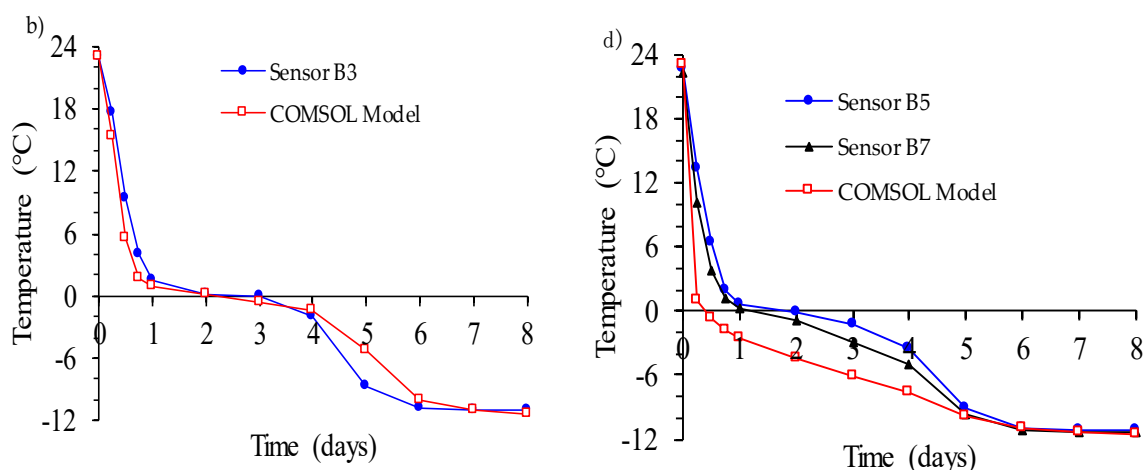 b)
24
18
12
6
0
-6
-12
Temperature (°C)
0 1 2 3 4 5 6 7 8
Time (days)
Sensor B3
COMSOL Model
d)
24
18
12
6
0
-6
-12
Temperature (°C)
0 1 2 3 4 5 6 7 8
Time (days)
Sensor B5
Sensor B7
COMSOL Model